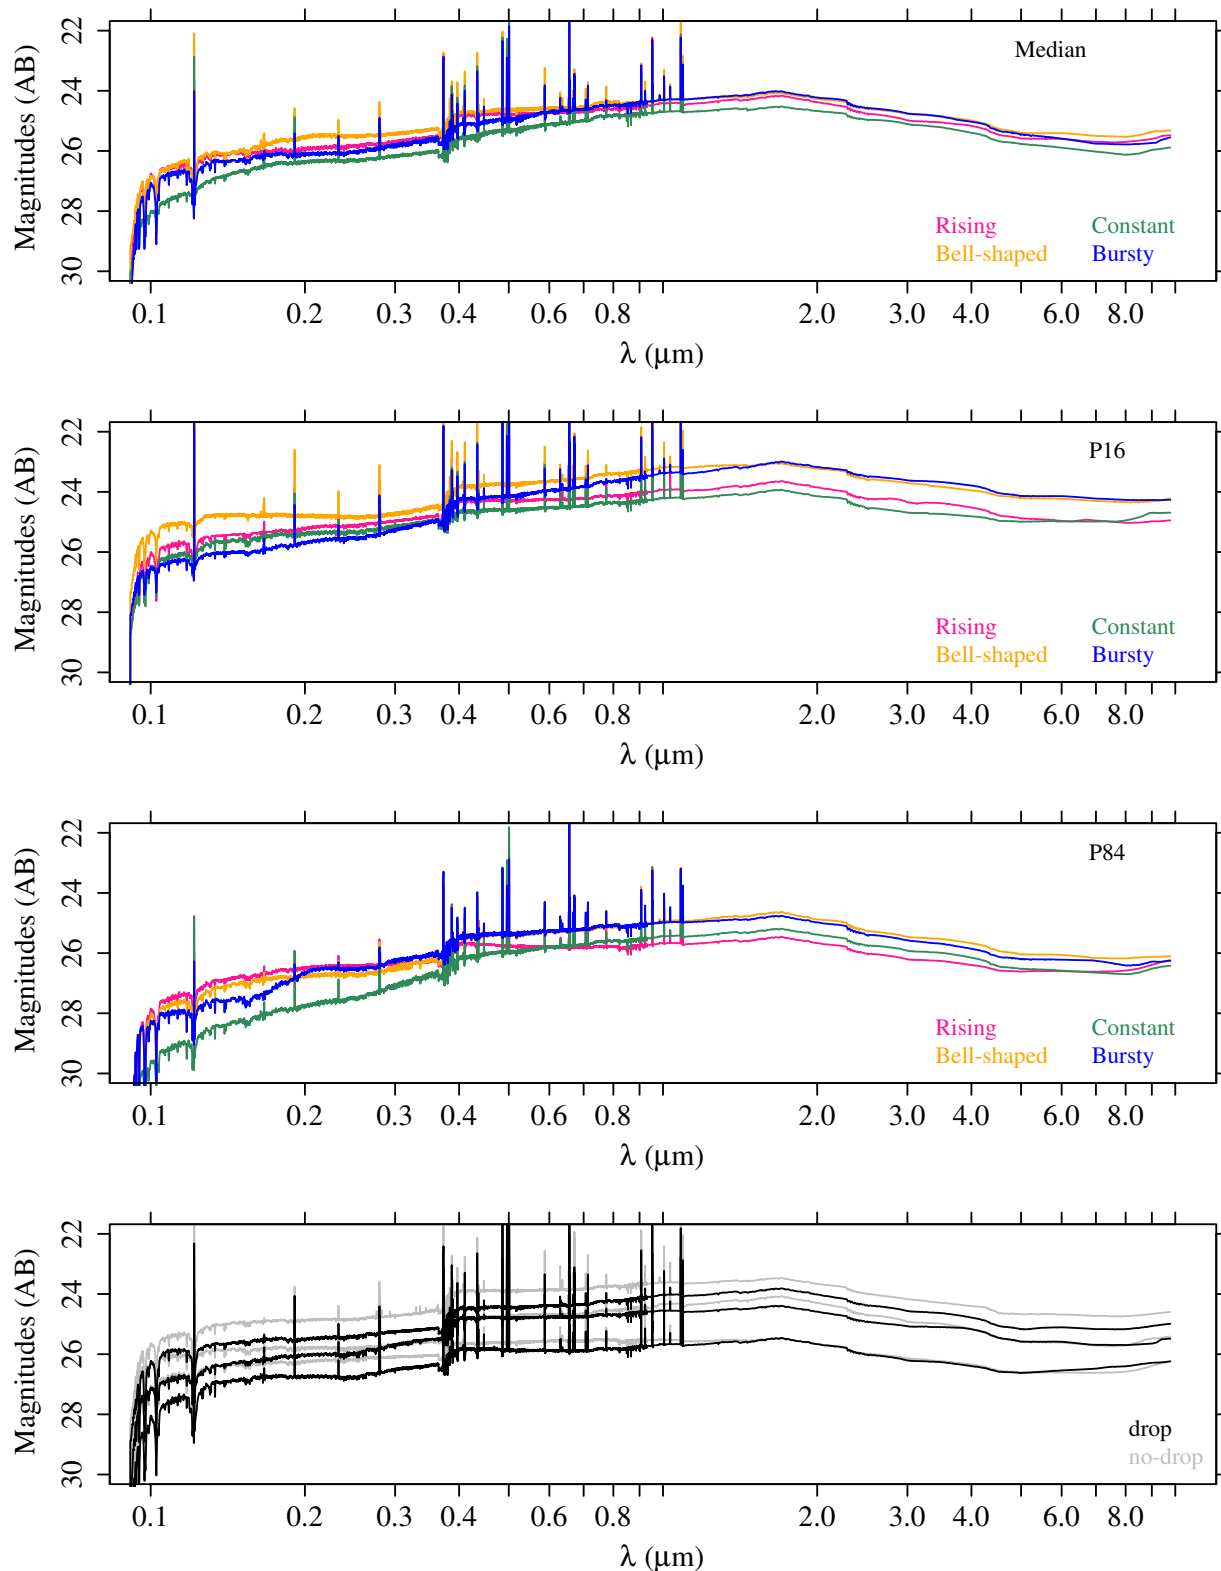 Magnitudes (AB)
22
24
26
28
30
Median
Rising
Constant
Bell-shaped
Bursty
0.1
0.2
0.3
0.4
0.6
0.8
2.0
3.0
4.0
6.0
8.0
λ (μm)
Magnitudes (AB)
22
24
26
28
30
P16
Rising
Constant
Bell-shaped
Bursty
0.1
0.2
0.3
0.4
0.6
0.8
2.0
3.0
4.0
6.0
8.0
λ (μm)
Magnitudes (AB)
22
24
26
28
30
P84
Rising
Constant
Bell-shaped
Bursty
0.1
0.2
0.3
0.4
0.6
0.8
2.0
3.0
4.0
6.0
8.0
λ (μm)
Magnitudes (AB)
22
24
26
28
30
drop
no-drop
0.1
0.2
0.3
0.4
0.6
0.8
2.0
3.0
4.0
6.0
8.0
λ (μm)